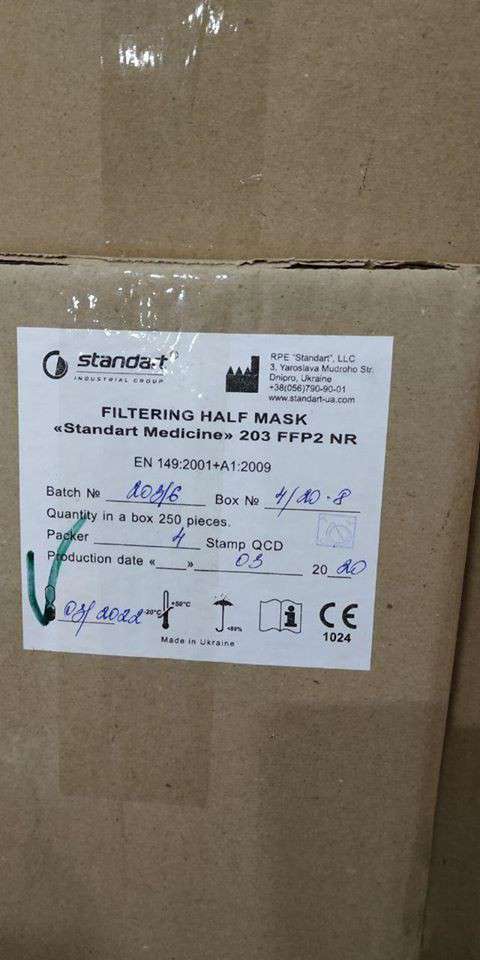 standart®
INDUSTRIAL GROUP
RPE "Standart", LLC
3, Yaroslava Mudroho Str.
Dnipro, Ukraine
+38(056)790-90-01
www.standart-ua.com
FILTERING HALF MASK
«Standart Medicine» 203 FFP2 NR
EN 149:2001+A1:2009
Batch № 203/6 Box № 4/20-8
Quantity in a box 250 pieces.
Packer 4 Stamp QCD
Production date «___» 03 2020
03/2022 -20°C +50°C <80% i CE
1024
Made in Ukraine